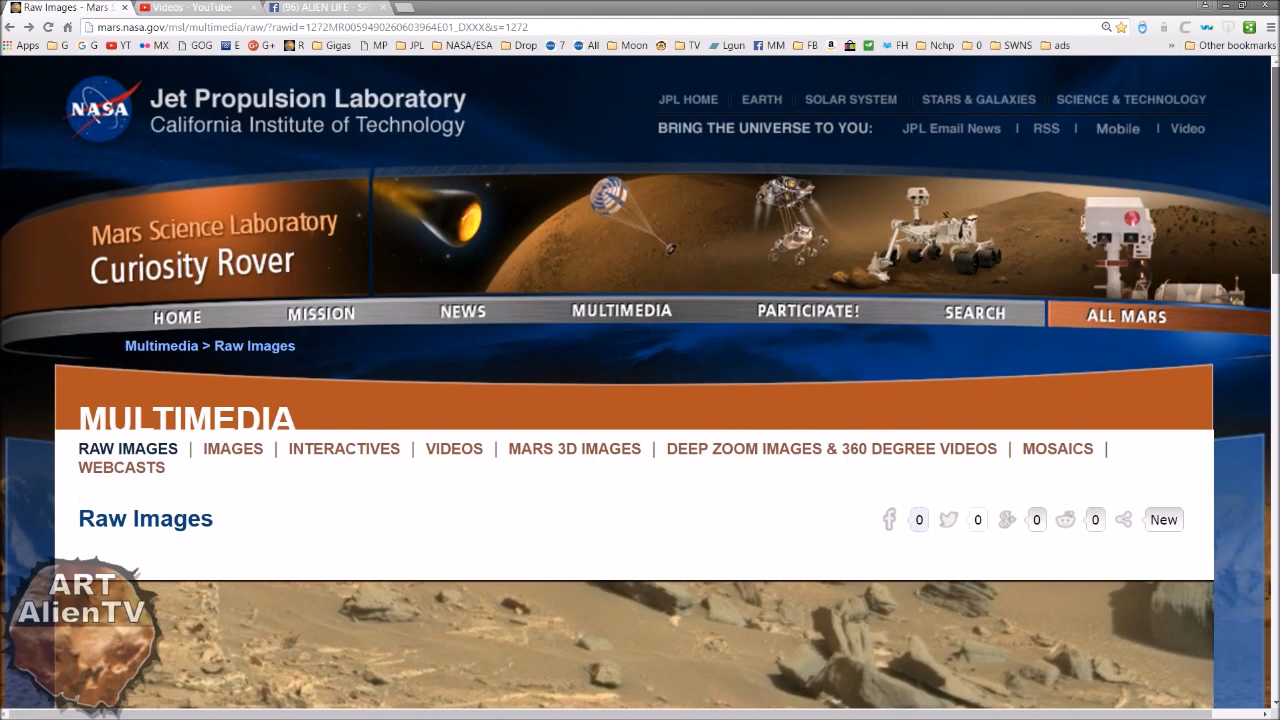 Raw Images - Mars S
Videos - YouTube
(96) ALIEN LIFE - SPA
mars.nasa.gov/msl/multimedia/raw/?rawid=1272MR0059490260603964E01_DXXX&s=1272
Apps G G YT MX GOG E G+ R Gigas MP JPL NASA/ESA Drop 7 All Moon TV Lgun MM FB FH Nchp 0 SWNS ads » Other bookmarks
NASA
Jet Propulsion Laboratory
California Institute of Technology
JPL HOME EARTH SOLAR SYSTEM STARS & GALAXIES SCIENCE & TECHNOLOGY
BRING THE UNIVERSE TO YOU: JPL Email News | RSS | Mobile | Video
Mars Science Laboratory
Curiosity Rover
HOME MISSION NEWS MULTIMEDIA PARTICIPATE! SEARCH ALL MARS
Multimedia > Raw Images
MULTIMEDIA
RAW IMAGES | IMAGES | INTERACTIVES | VIDEOS | MARS 3D IMAGES | DEEP ZOOM IMAGES & 360 DEGREE VIDEOS | MOSAICS |
WEBCASTS
Raw Images
0 0 0 0 New
ART
AlienTV